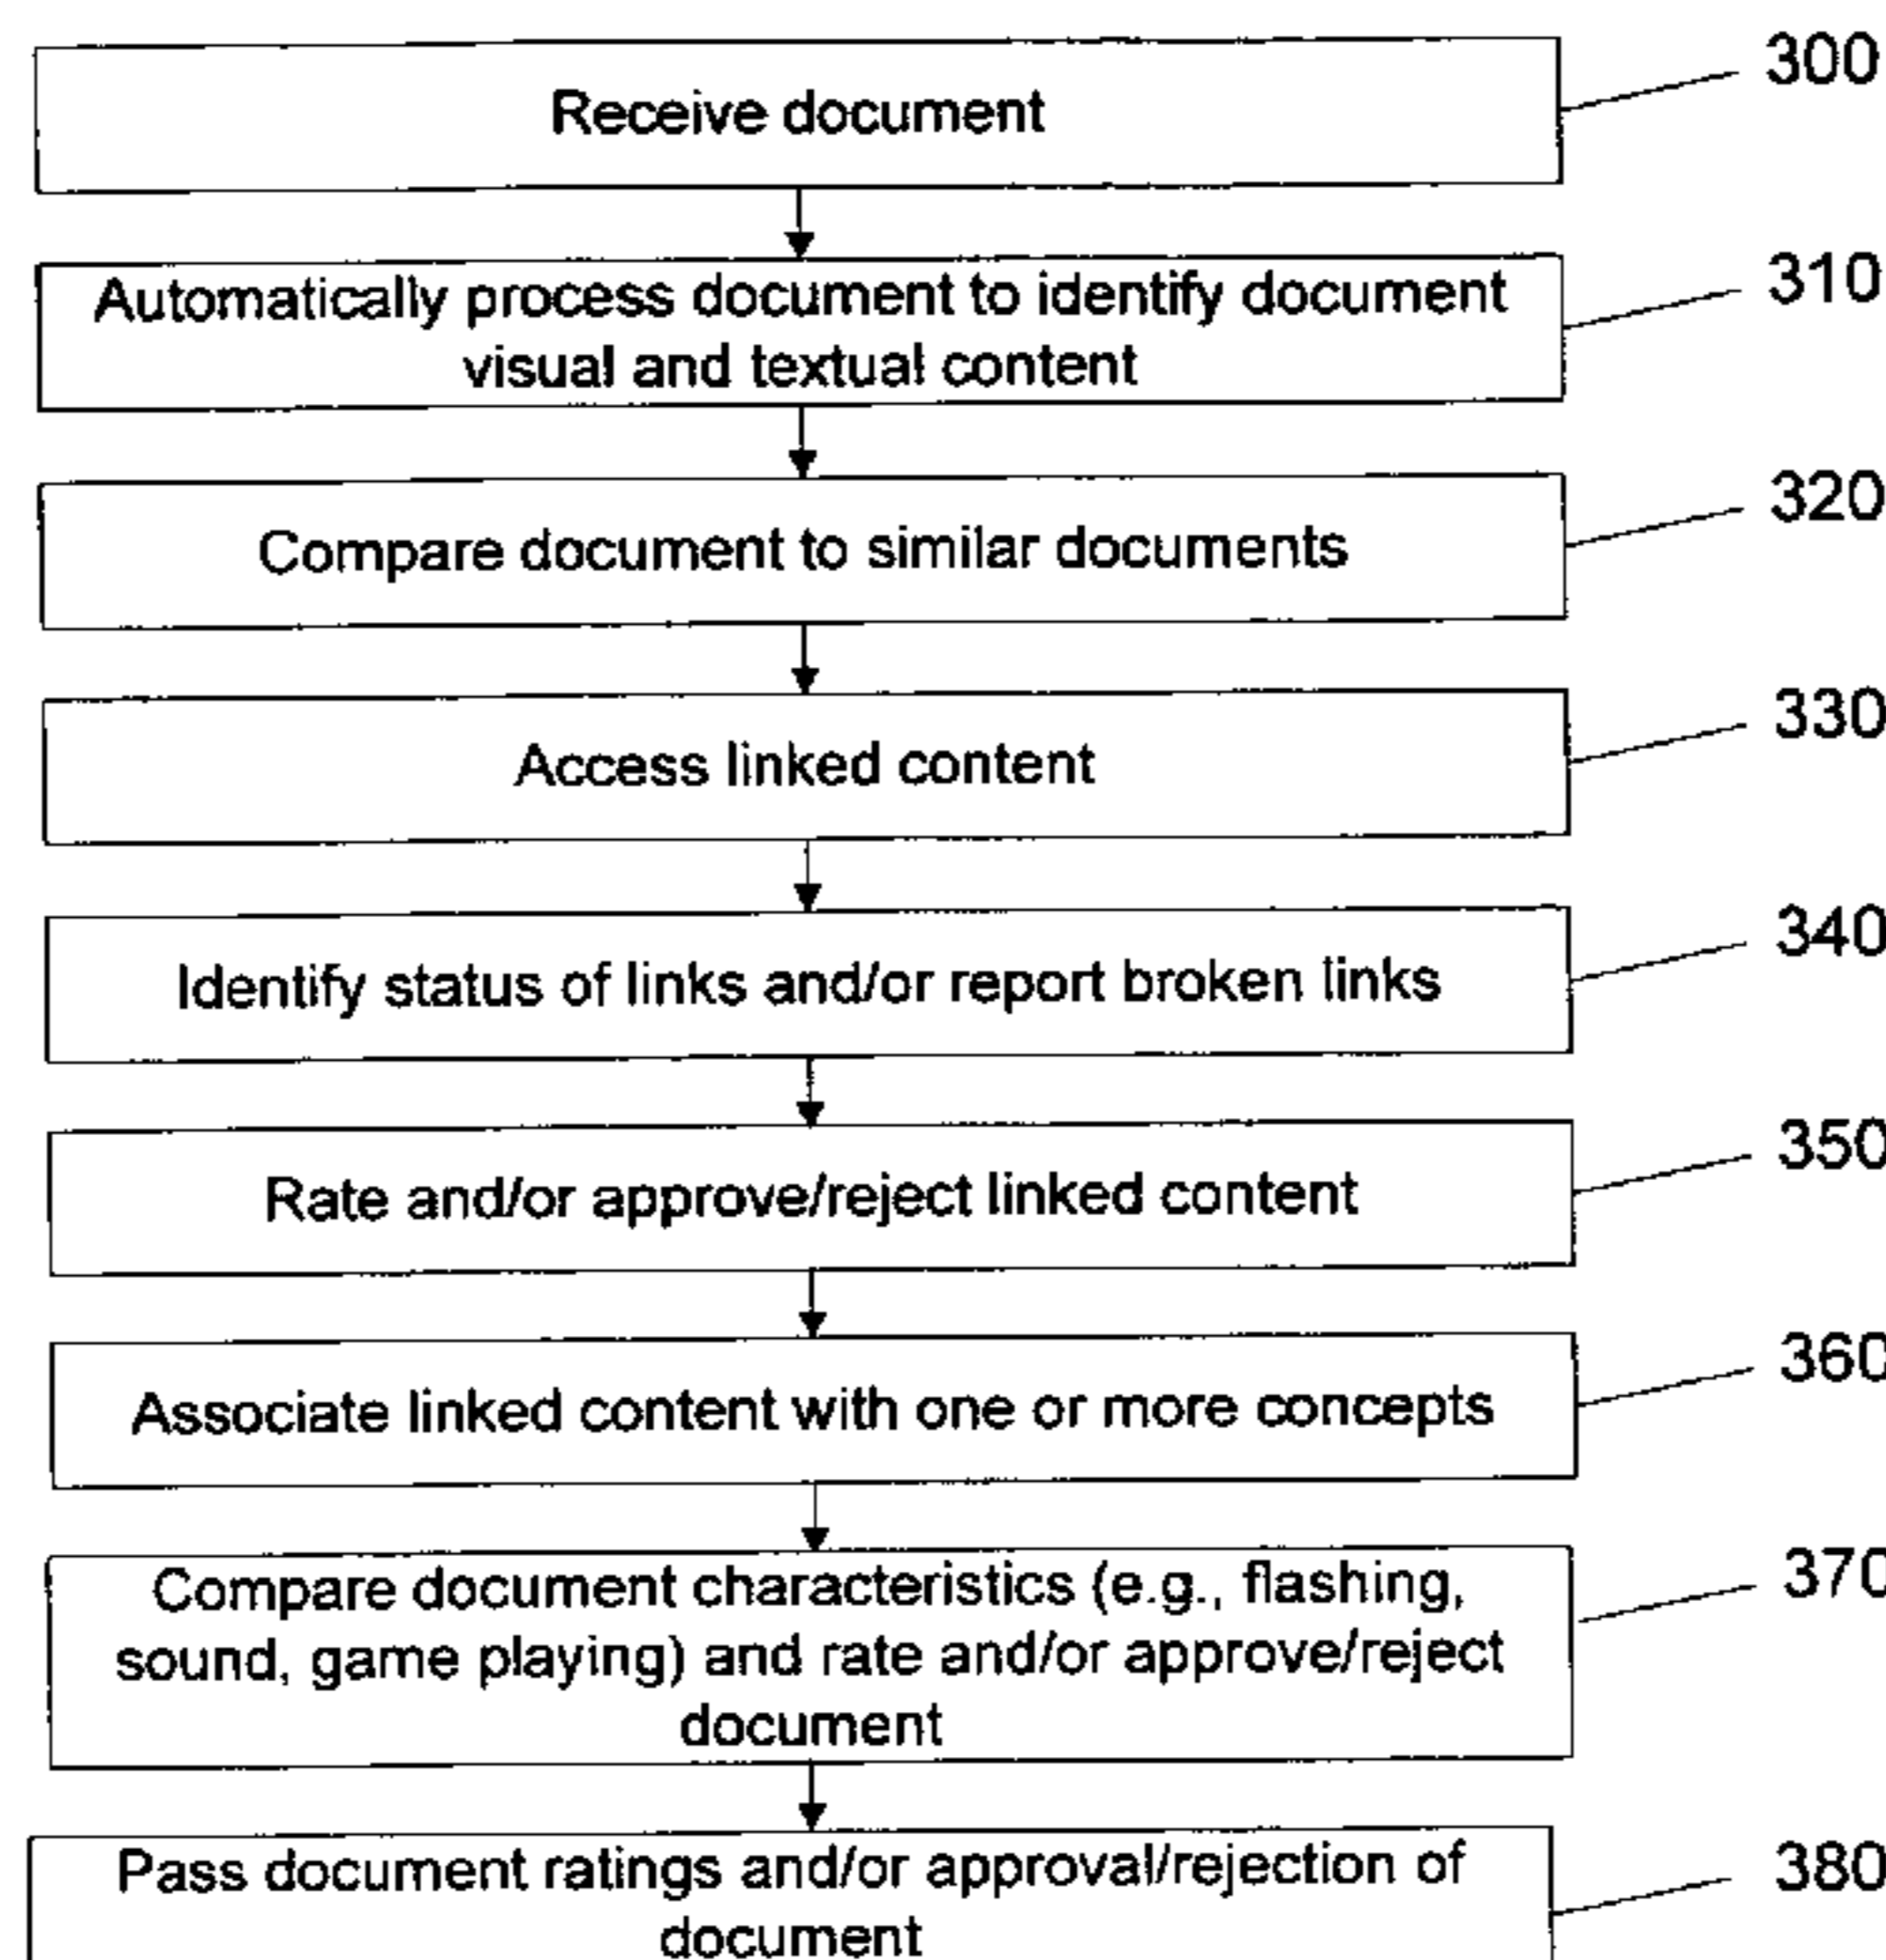 Receive document
300
Automatically process document to identify document
visual and textual content
310
Compare document to similar documents
320
Access linked content
330
Identify status of links and/or report broken links
340
Rate and/or approve/reject linked content
350
Associate linked content with one or more concepts
360
Compare document characteristics (e.g., flashing,
sound, game playing) and rate and/or approve/reject
document
370
Pass document ratings and/or approval/rejection of
document
380